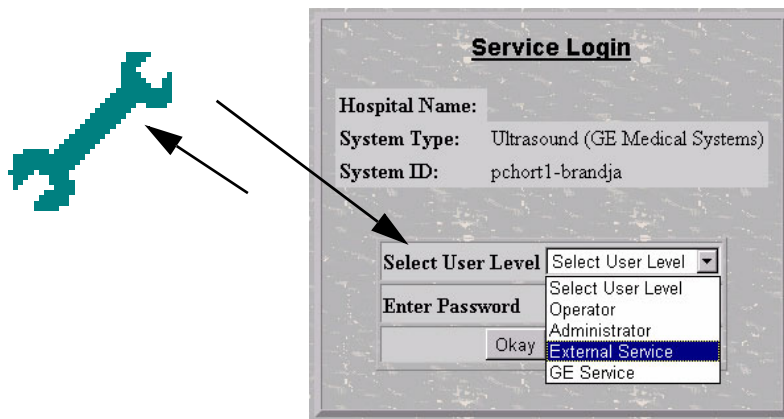 Service Login
Hospital Name:
System Type: Ultrasound (GE Medical Systems)
System ID: pchort1-brandja
Select User Level Select User Level
Select User Level
Enter Password
Operator
Administrator
Okay
External Service
GE Service